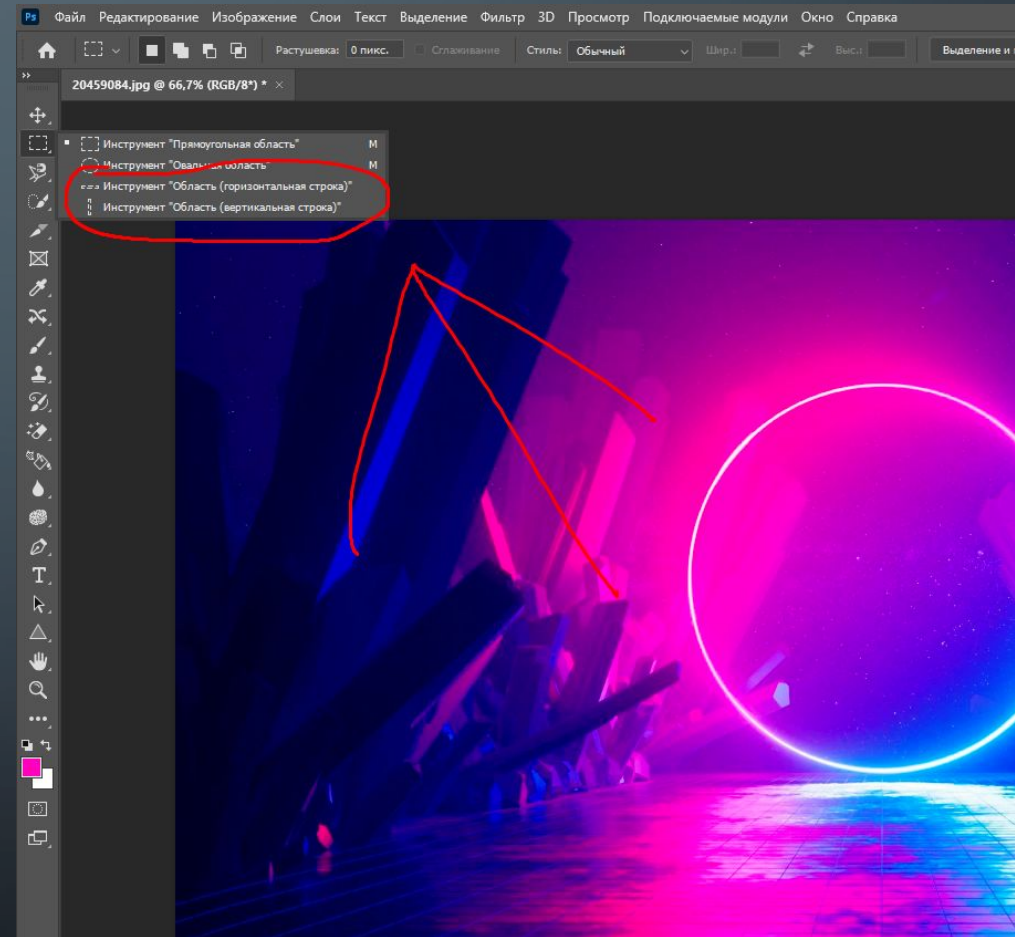 Ps Файл Редактирование Изображение Слои Текст Выделение Фильтр 3D Просмотр Подключаемые модули Окно Справка
Растушевка: 0 пикс. Сглаживание Стиль: Обычный Шир.: Выс.: Выделение и
20459084.jpg @ 66,7% (RGB/8*) * ×
Инструмент "Прямоугольная область" M
Инструмент "Овальная область" M
Инструмент "Область (горизонтальная строка)"
Инструмент "Область (вертикальная строка)"